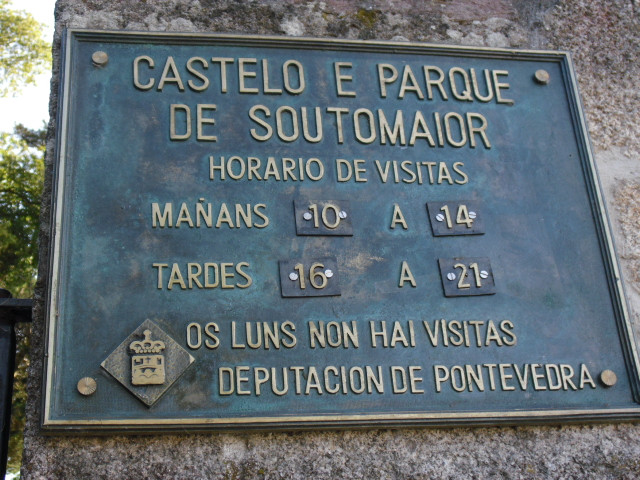 CASTELO E PARQUE
DE SOUTOMAIOR
HORARIO DE VISITAS
MAÑANS 10 A 14
TARDES 16 A 21
OS LUNS NON HAI VISITAS
DEPUTACION DE PONTEVEDRA